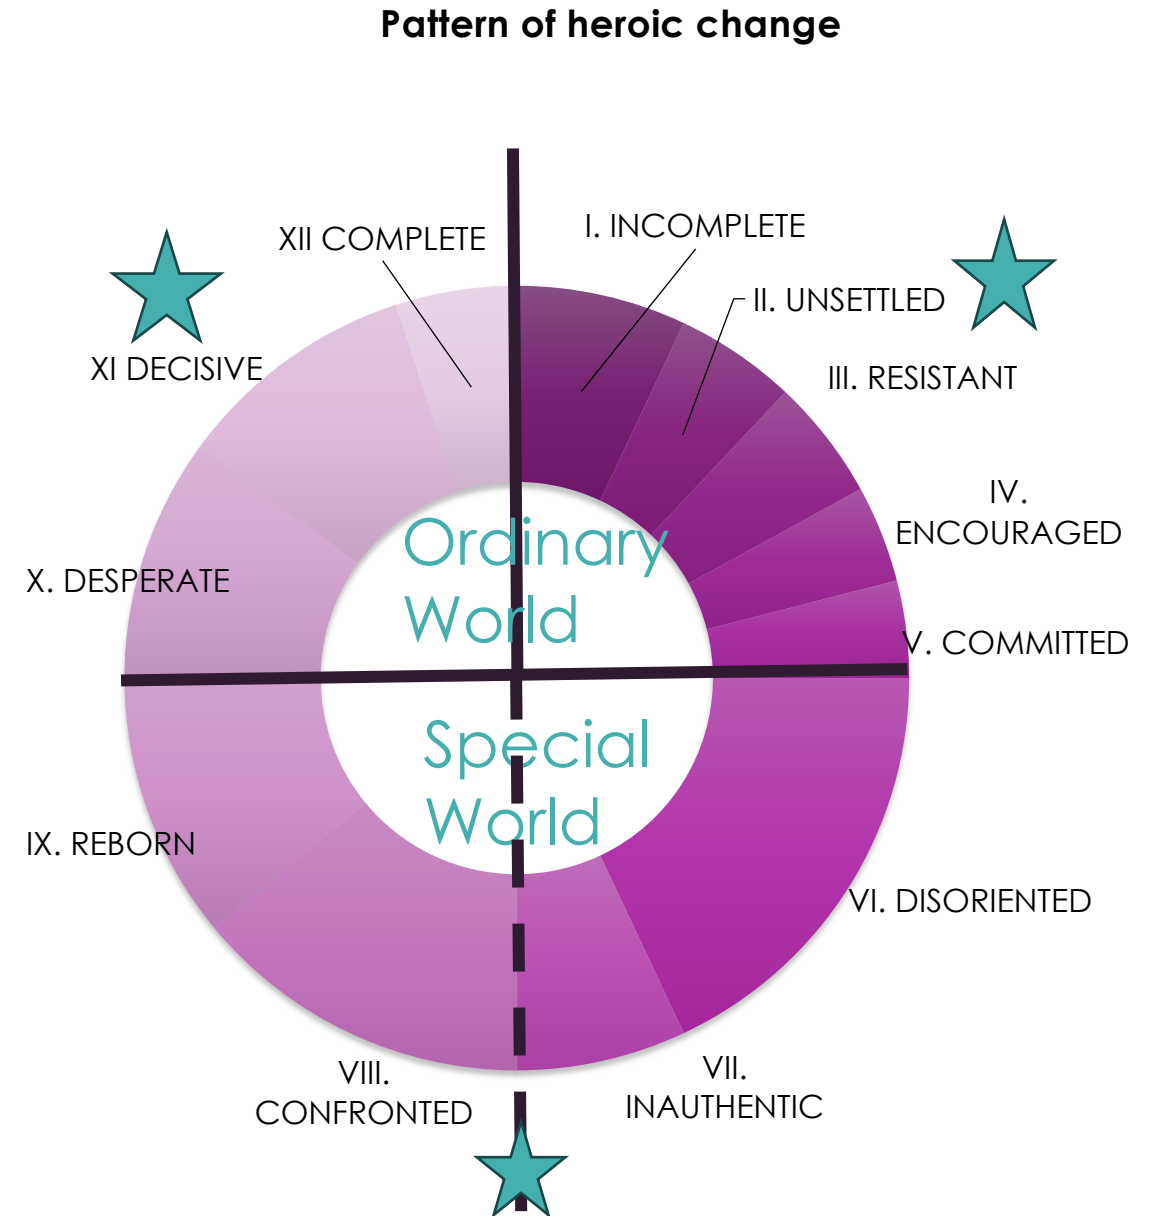 Pattern of heroic change
XII COMPLETE
I. INCOMPLETE
II. UNSETTLED
XI DECISIVE
III. RESISTANT
IV.
ENCOURAGED
Ordinary
World
X. DESPERATE
V. COMMITTED
Special
World
IX. REBORN
VI. DISORIENTED
VIII.
CONFRONTED
VII.
INAUTHENTIC